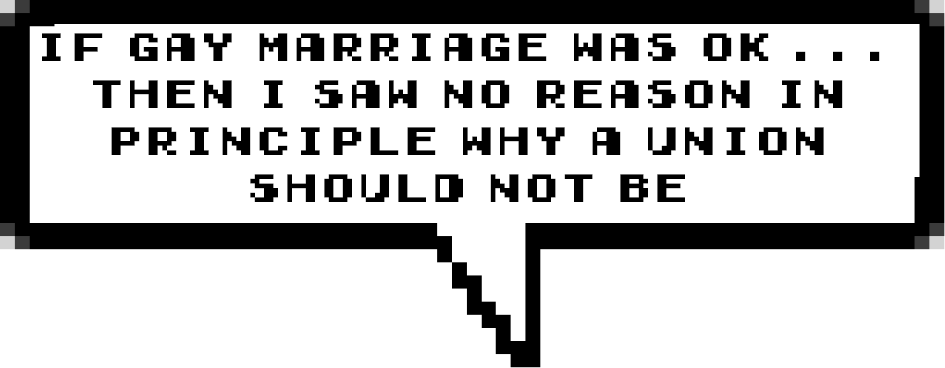 IF GAY MARRIAGE WAS OK ...
THEN I SAW NO REASON IN
PRINCIPLE WHY A UNION
SHOULD NOT BE